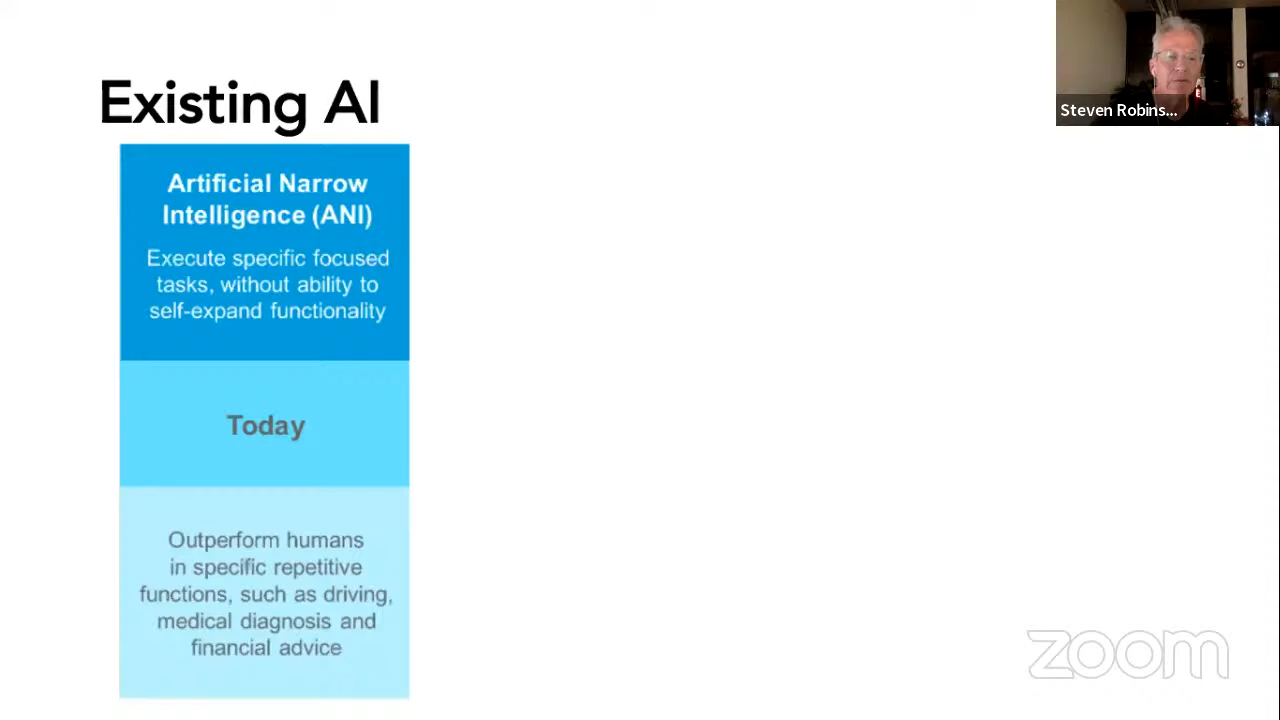 Existing AI
Artificial Narrow
Intelligence (ANI)
Execute specific focused
tasks, without ability to
self-expand functionality
Today
Outperform humans
in specific repetitive
functions, such as driving,
medical diagnosis and
financial advice
Steven Robins...
zoom